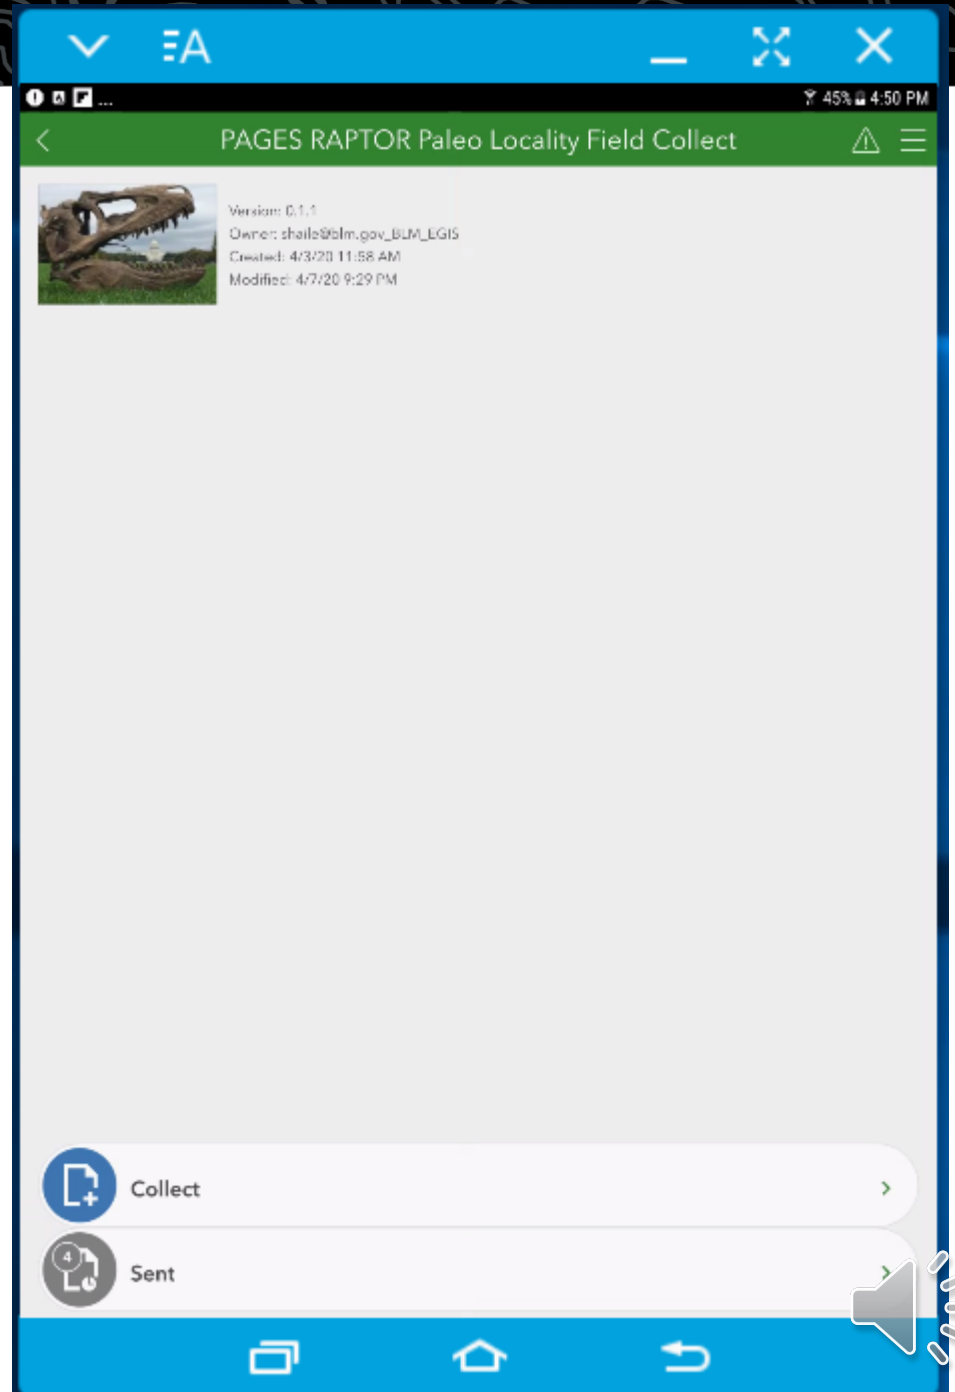 A
... 45% 4:50 PM
PAGES RAPTOR Paleo Locality Field Collect
Version: 0.1.1
Owner: shaile@blm.gov_BLM_EGIS
Created: 4/3/20 11:58 AM
Modified: 4/7/20 9:29 PM
Collect
4
Sent